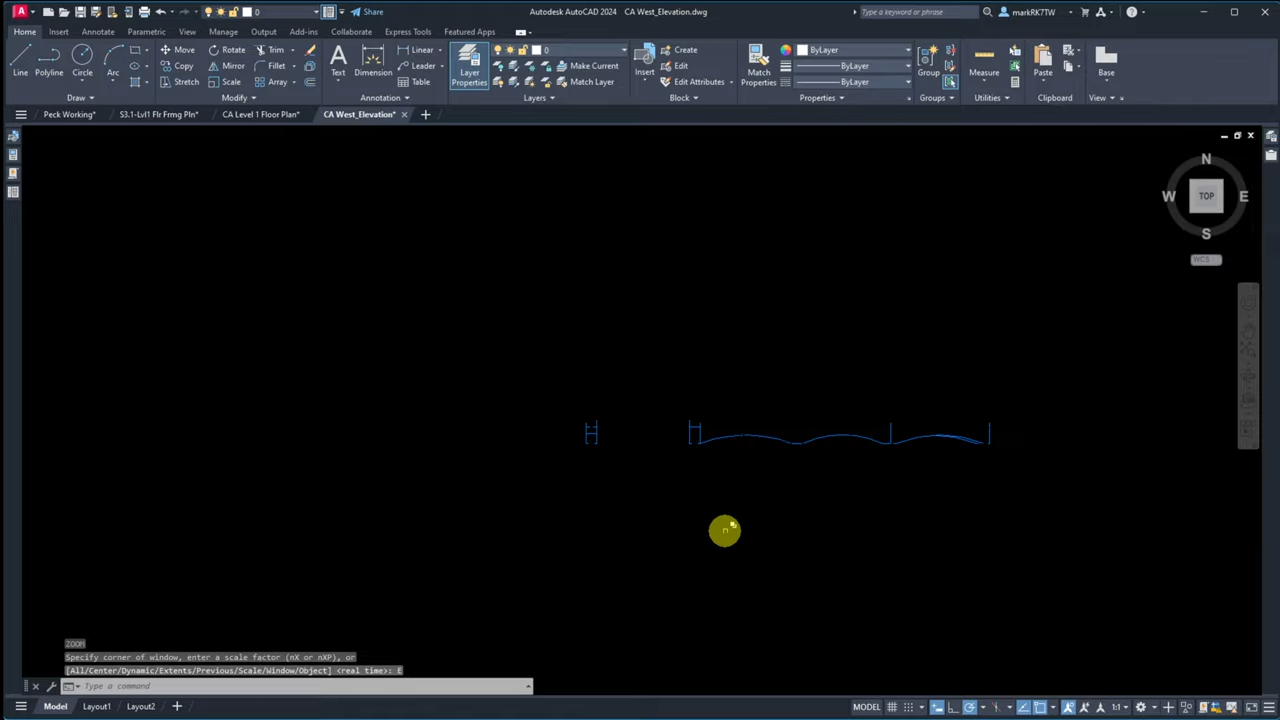 A 0 Share Autodesk AutoCAD 2024 CA West_Elevation.dwg Type a keyword or phrase markRK7TW
Home Insert Annotate Parametric View Manage Output Add-ins Collaborate Express Tools Featured Apps
Line Polyline Circle Arc Move Rotate Trim Text Dimension Linear Layer Properties 0 Insert Create Match Properties ByLayer Group Measure Paste Base
Copy Mirror Fillet Leader Make Current Edit ByLayer
Stretch Scale Array Table Match Layer Edit Attributes ByLayer
Draw Modify Annotation Layers Block Properties Groups Utilities Clipboard View
Peck Working* S3.1-Lvl1 Flr Frmg Pln* CA Level 1 Floor Plan* CA West_Elevation*
N
W TOP E
S
WCS
ZOOM
Specify corner of window, enter a scale factor (nX or nXP), or
[All/Center/Dynamic/Extents/Previous/Scale/Window/Object] <real time>: E
Type a command
Model Layout1 Layout2 MODEL 1:1